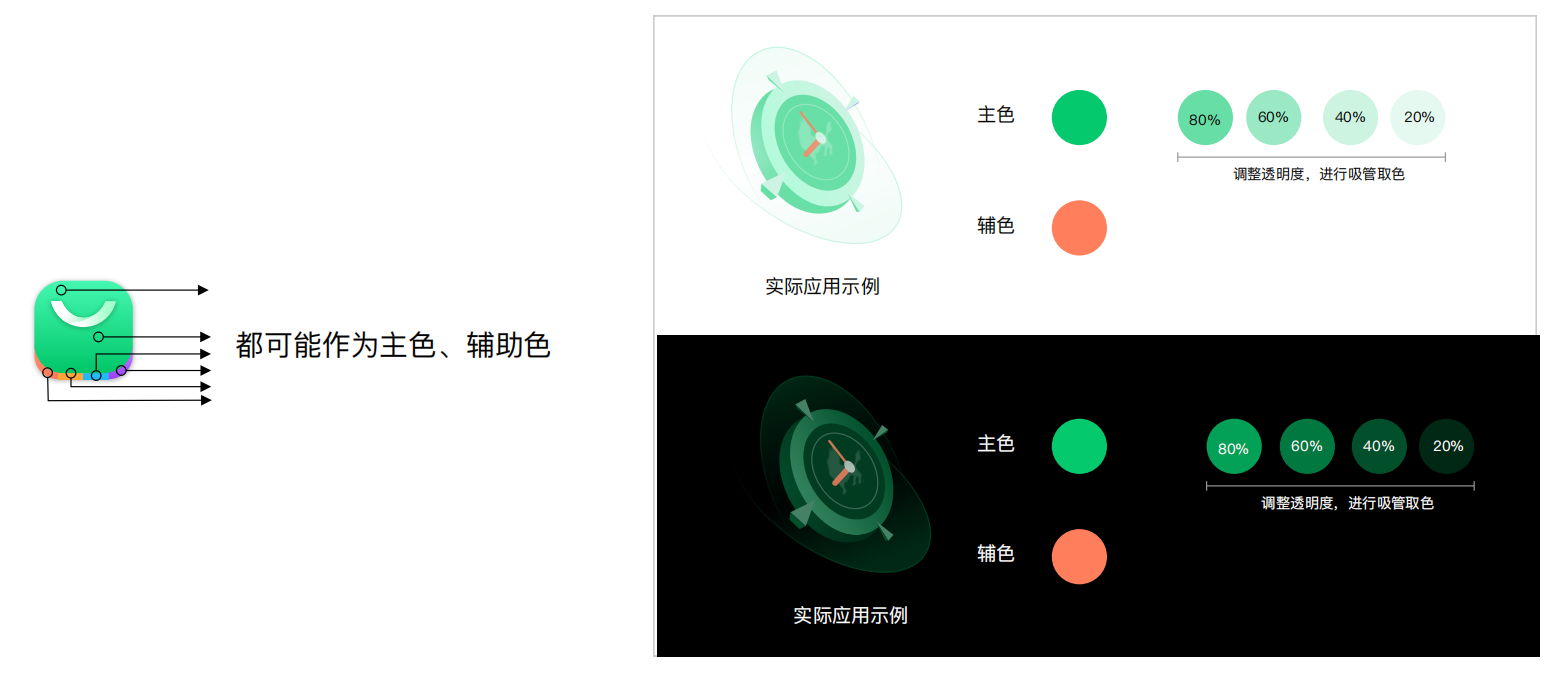 都可能作为主色、辅助色
主色
80%
60%
40%
20%
调整透明度，进行吸管取色
辅色
实际应用示例
主色
80%
60%
40%
20%
调整透明度，进行吸管取色
辅色
实际应用示例